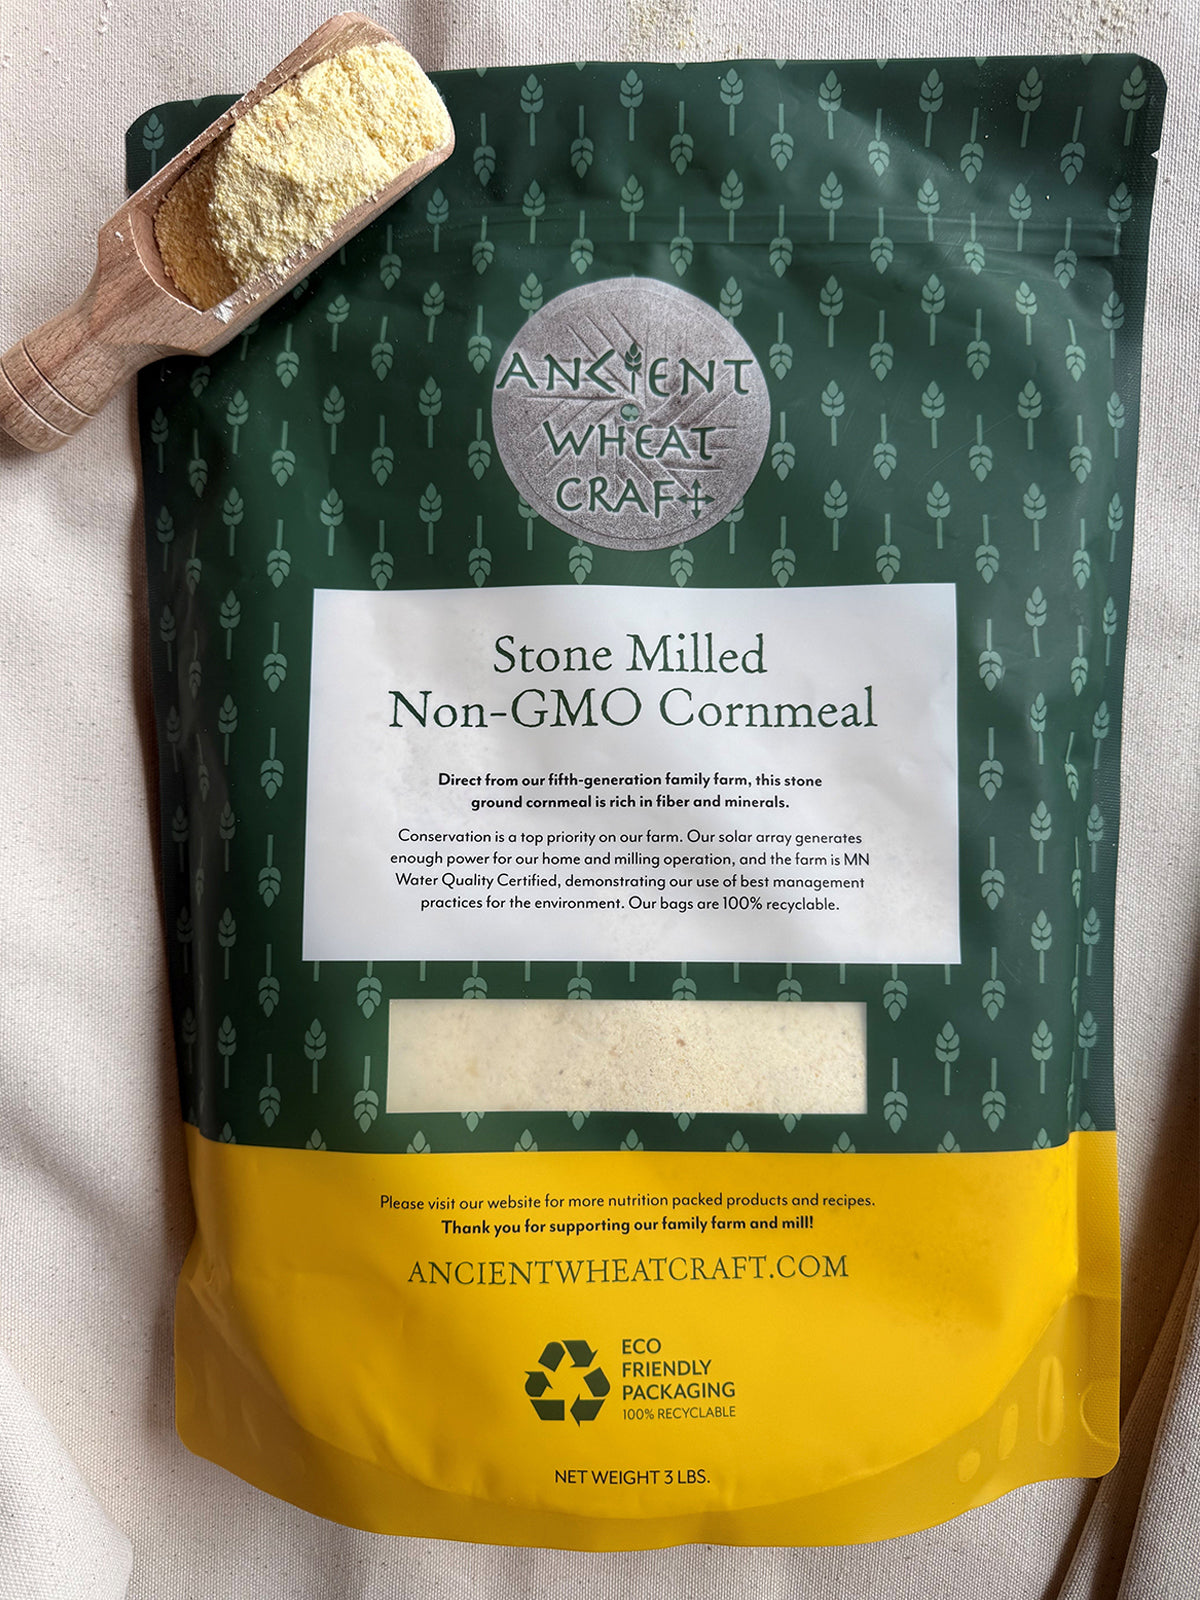 ANCIENT
WHEAT
CRAFT
Stone Milled
Non-GMO Cornmeal
Direct from our fifth-generation family farm, this stone
ground cornmeal is rich in fiber and minerals.
Conservation is a top priority on our farm. Our solar array generates
enough power for our home and milling operation, and the farm is MN
Water Quality Certified, demonstrating our use of best management
practices for the environment. Our bags are 100% recyclable.
Please visit our website for more nutrition packed products and recipes.
Thank you for supporting our family farm and mill!
ANCIENTWHEATCRAFT.COM
ECO
FRIENDLY
PACKAGING
100% RECYCLABLE
NET WEIGHT 3 LBS.